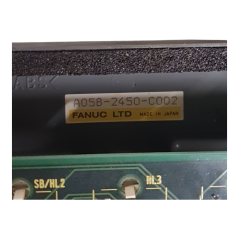 A05B-2450-C002
FANUC LTD MADE IN JAPAN
SB/HL2
HL3